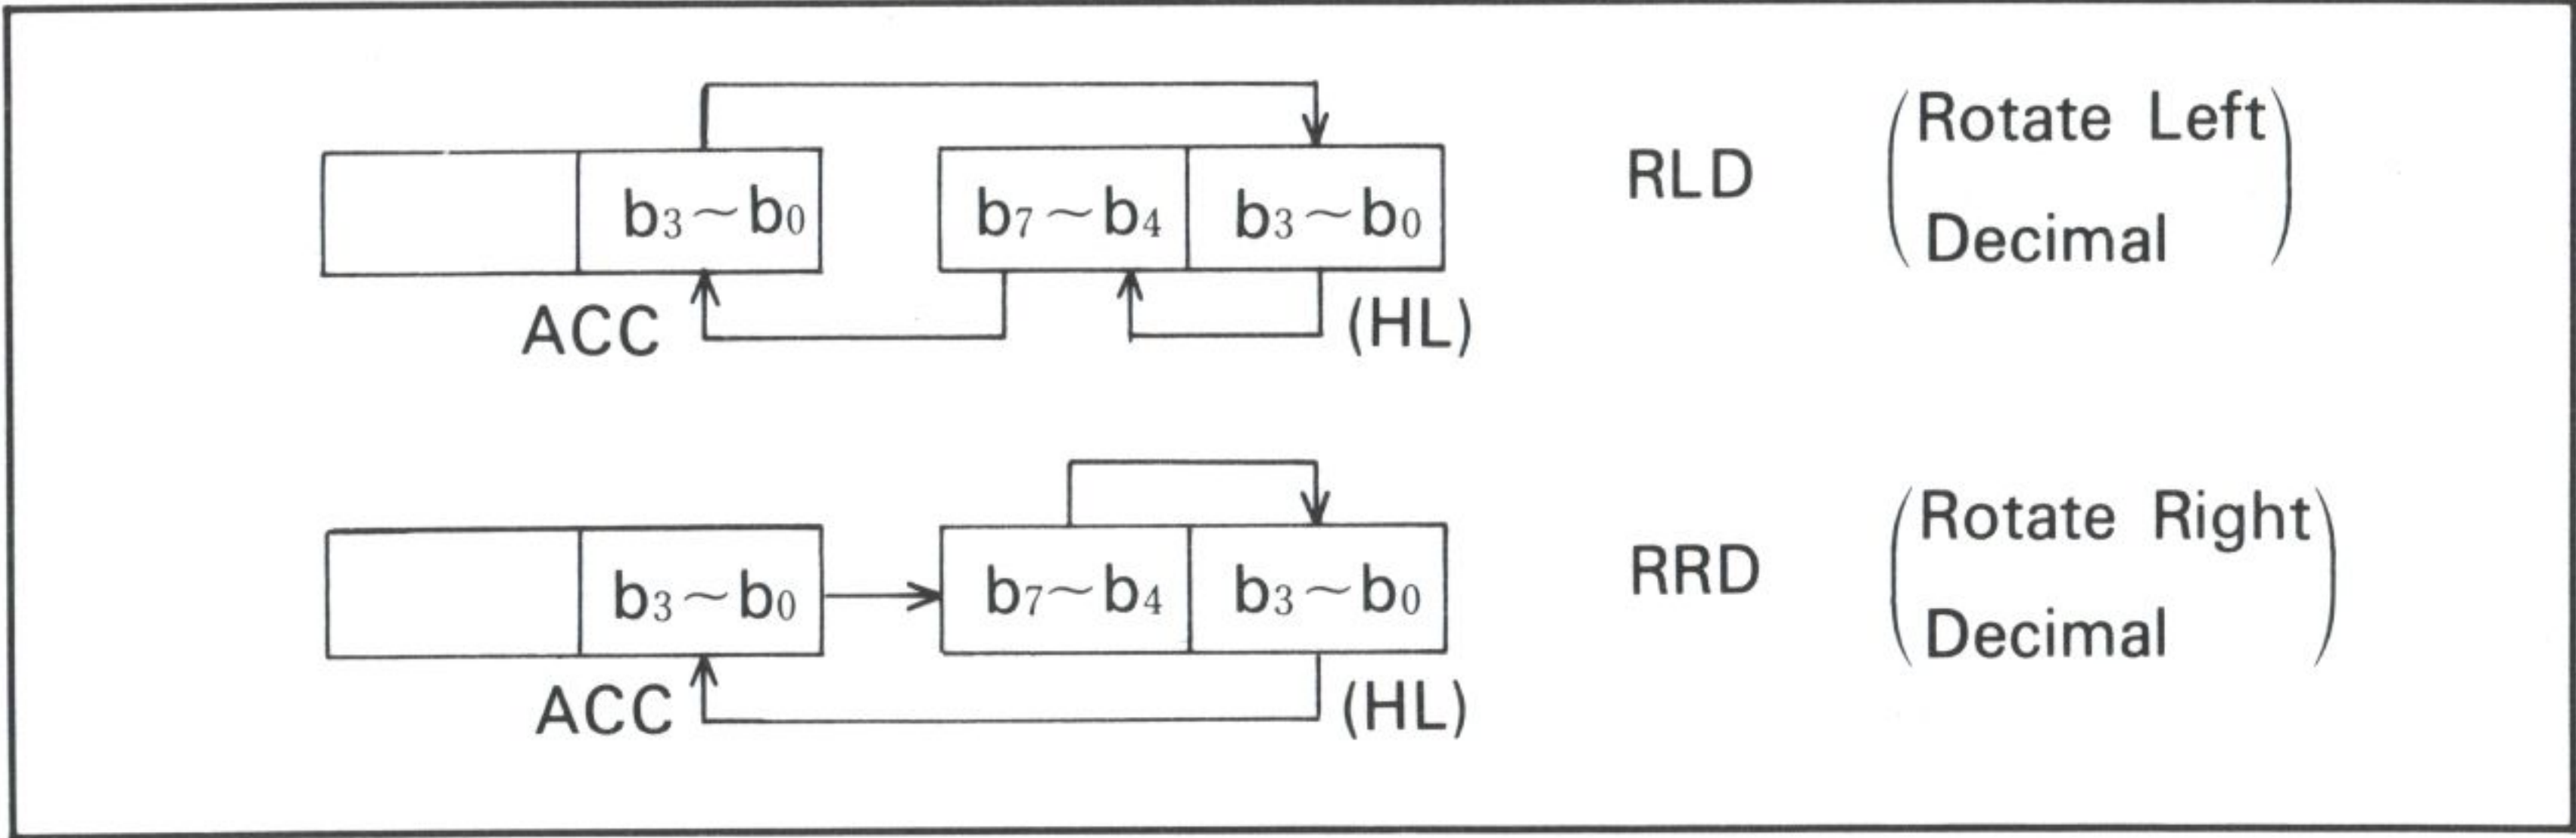 b3~b0 b7~b4 b3~b0 RLD (Rotate Left
Decimal)
ACC (HL)
b3~b0 b7~b4 b3~b0 RRD (Rotate Right
Decimal)
ACC (HL)